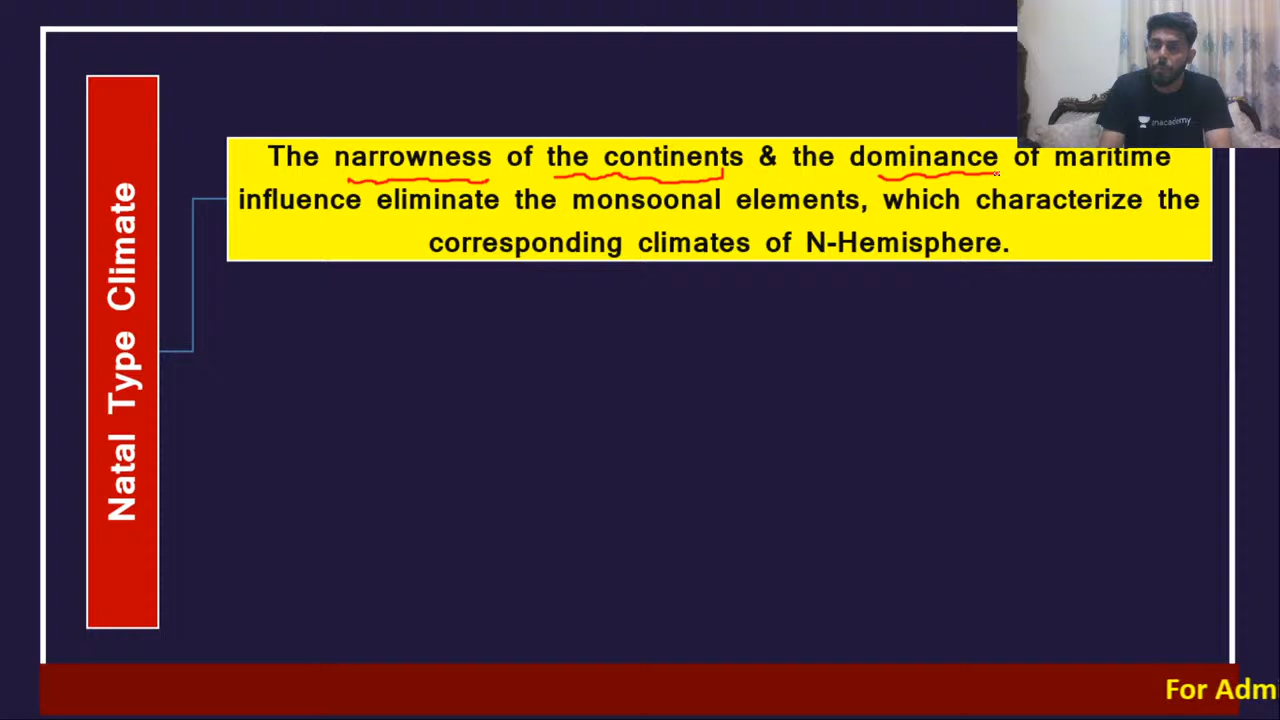 The narrowness of the continents & the dominance of maritime
influence eliminate the monsoonal elements, which characterize the
corresponding climates of N-Hemisphere.
Natal Type Climate
For Adm